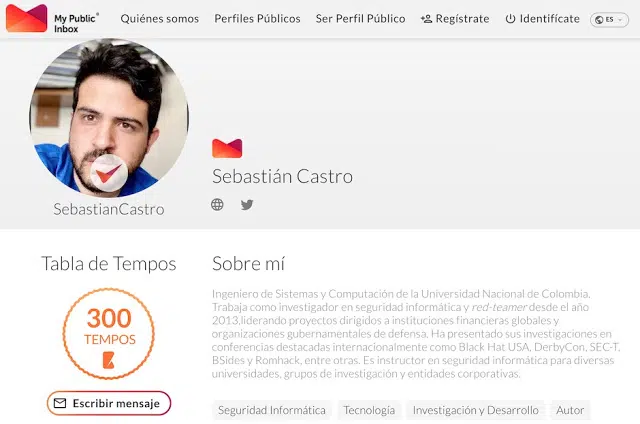 My Public Inbox®
Quiénes somos Perfiles Públicos Ser Perfil Público Regístrate Identifícate ES
Sebastián Castro
SebastianCastro
Tabla de Tempos
300
TEMPOS
Escribir mensaje
Sobre mí
Ingeniero de Sistemas y Computación de la Universidad Nacional de Colombia.
Trabaja como investigador en seguridad informática y red-teamer desde el año
2013,liderando proyectos dirigidos a instituciones financieras globales y
organizaciones gubernamentales de defensa. Ha presentado sus investigaciones en
conferencias destacadas internacionalmente como Black Hat USA, DerbyCon, SEC-T,
BSides y Romhack, entre otras. Es instructor en seguridad informática para diversas
universidades, grupos de investigación y entidades corporativas.
Seguridad Informática Tecnología Investigación y Desarrollo Autor